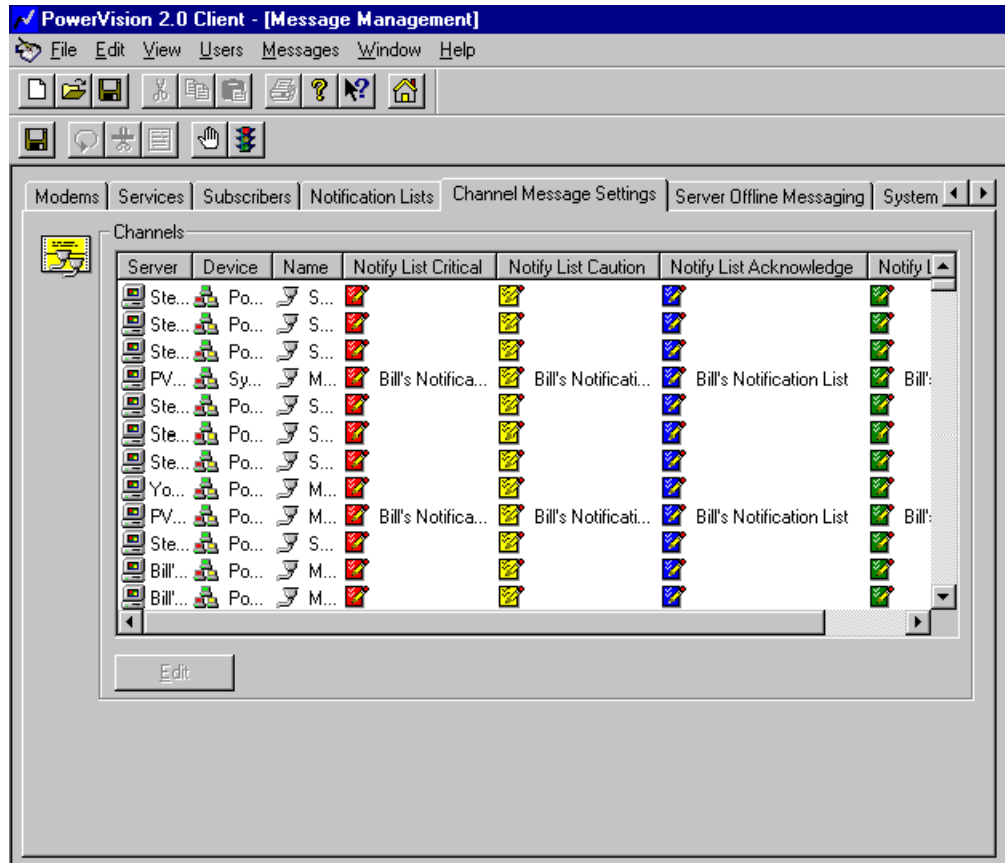 PowerVision 2.0 Client - [Message Management]
File Edit View Users Messages Window Help
Modems Services Subscribers Notification Lists Channel Message Settings Server Offline Messaging System
Channels
Server Device Name Notify List Critical Notify List Caution Notify List Acknowledge Notify L
Ste... Po... S...
Ste... Po... S...
Ste... Po... S...
PV... Sy... M... Bill's Notifica... Bill's Notificati... Bill's Notification List Bill'
Ste... Po... S...
Ste... Po... S...
Ste... Po... S...
Yo... Po... M...
PV... Po... M... Bill's Notifica... Bill's Notificati... Bill's Notification List Bill'
Ste... Po... S...
Bill'... Po... M...
Bill'... Po... M...
Edit